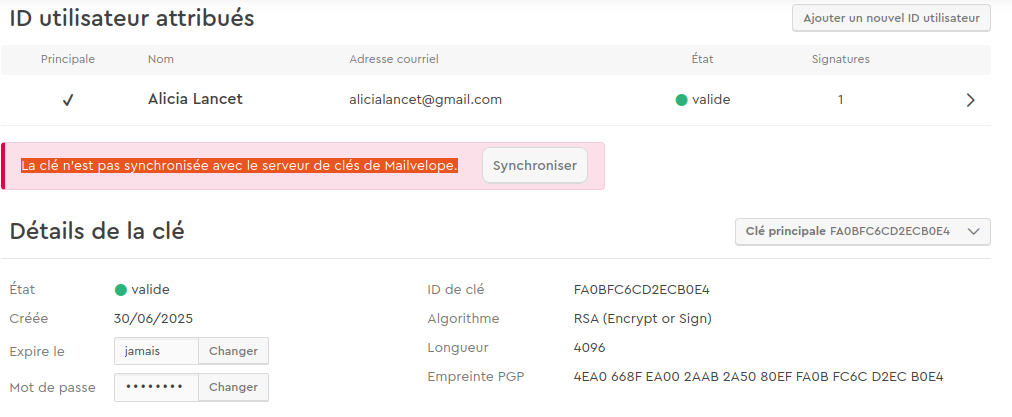 ID utilisateur attribués
Ajouter un nouvel ID utilisateur
Principale Nom Adresse courriel État Signatures
✓ Alicia Lancet alicialancet@gmail.com valide 1
La clé n'est pas synchronisée avec le serveur de clés de Mailvelope. Synchroniser
Détails de la clé
Clé principale FA0BFC6CD2ECB0E4
État valide ID de clé FA0BFC6CD2ECB0E4
Créée 30/06/2025 Algorithme RSA (Encrypt or Sign)
Expire le jamais Changer Longueur 4096
Mot de passe •••••••• Changer Empreinte PGP 4EA0 668F EA00 2AAB 2A50 80EF FA0B FC6C D2EC B0E4